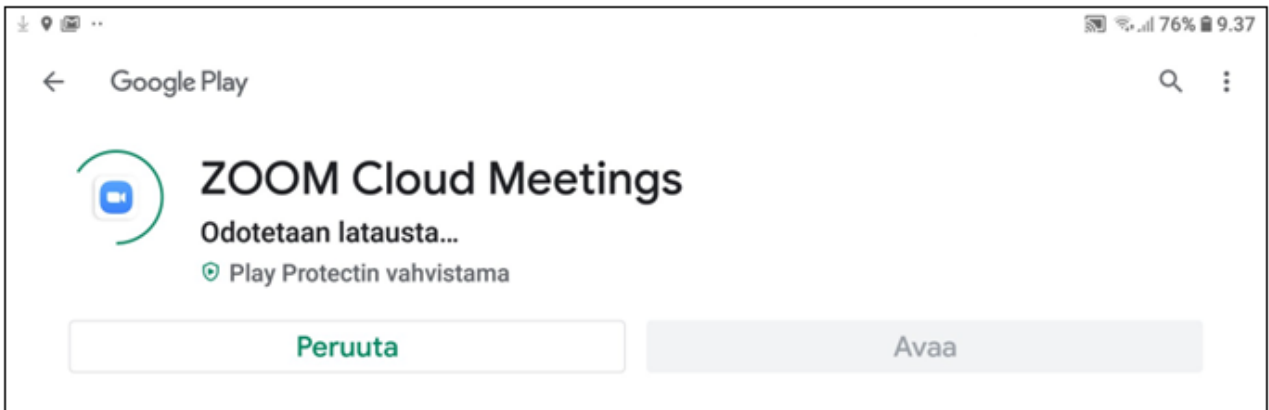 76% 9.37
Google Play
ZOOM Cloud Meetings
Odotetaan latausta...
Play Protectin vahvistama
Peruuta Avaa